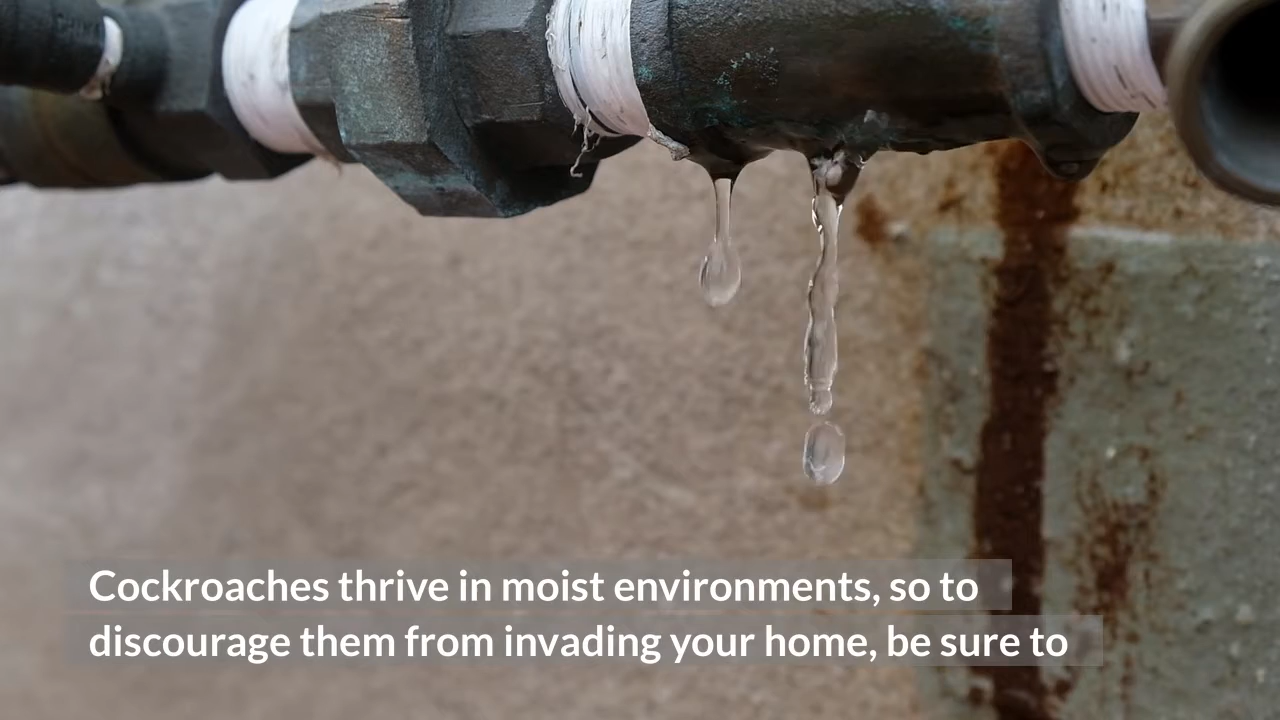 Cockroaches thrive in moist environments, so to
discourage them from invading your home, be sure to